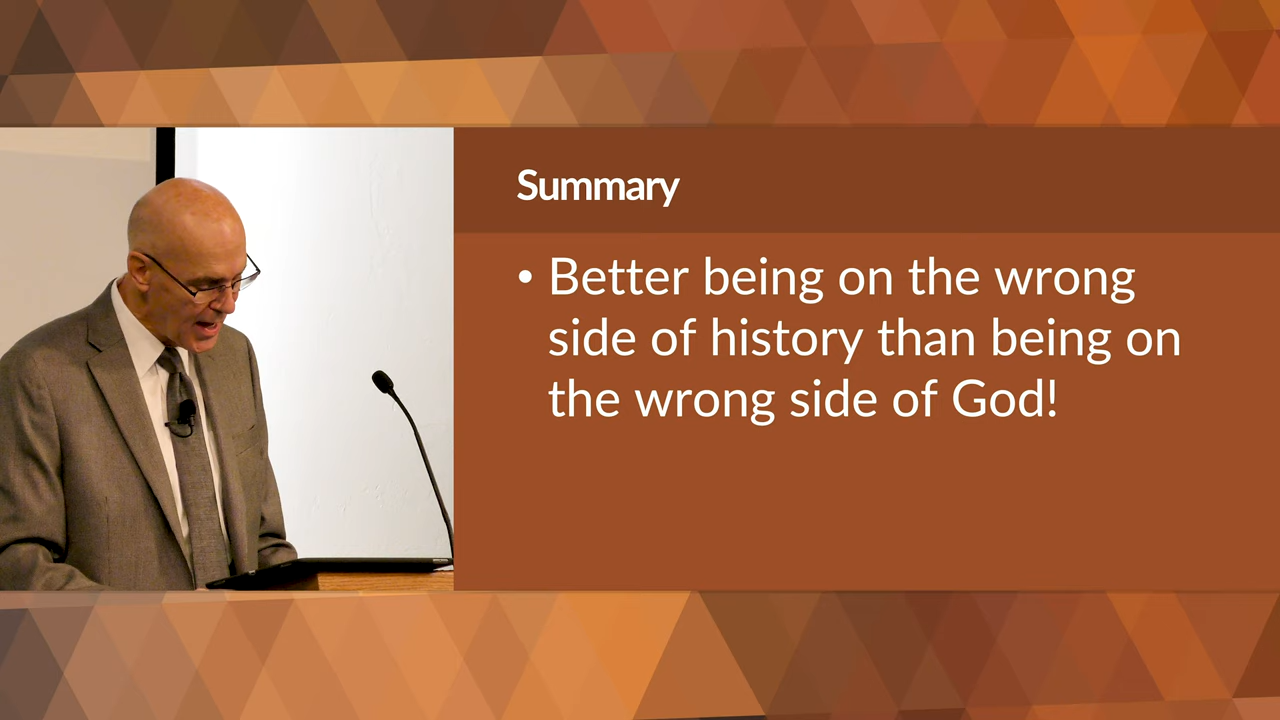 Summary
• Better being on the wrong
side of history than being on
the wrong side of God!